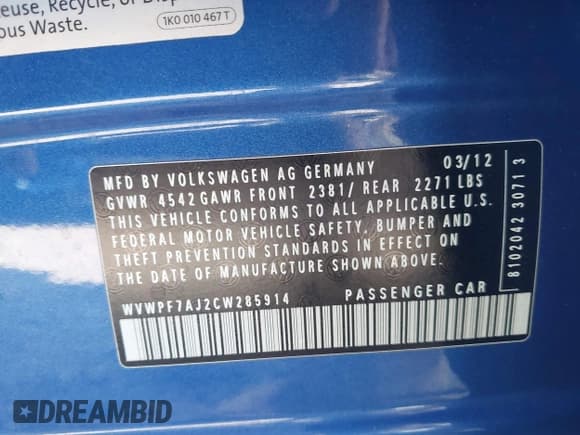 euse, Recycle, or Disp
ous Waste.
1K0 010 467 T
MFD BY VOLKSWAGEN AG GERMANY 03/12
GVWR 4542 GAWR FRONT 2381/ REAR 2271 LBS
THIS VEHICLE CONFORMS TO ALL APPLICABLE U.S.
FEDERAL MOTOR VEHICLE SAFETY, BUMPER AND
THEFT PREVENTION STANDARDS IN EFFECT ON
THE DATE OF MANUFACTURE SHOWN ABOVE.
WVWPF7AJ2CW285914 PASSENGER CAR
8102042 3071 3
DREAMBID